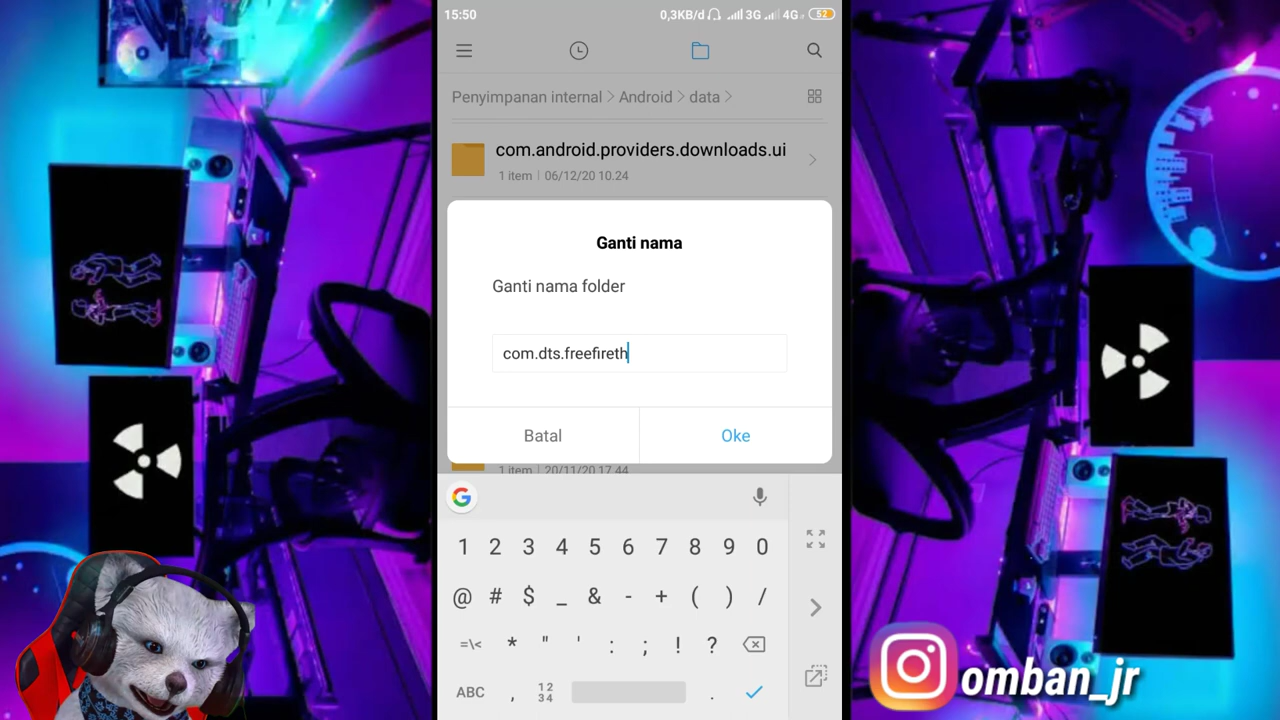 15:50
0,3KB/d 3G 4G 52
Penyimpanan internal > Android > data >
com.android.providers.downloads.ui
1 item | 06/12/20 10.24
Ganti nama
Ganti nama folder
com.dts.freefireth
Batal
Oke
1 item | 20/11/20 17.44
G
1 2 3 4 5 6 7 8 9 0
@ # $ _ & - + ( ) /
=\< * " ' : ; ! ?
ABC , 12 34 .
omban_jr